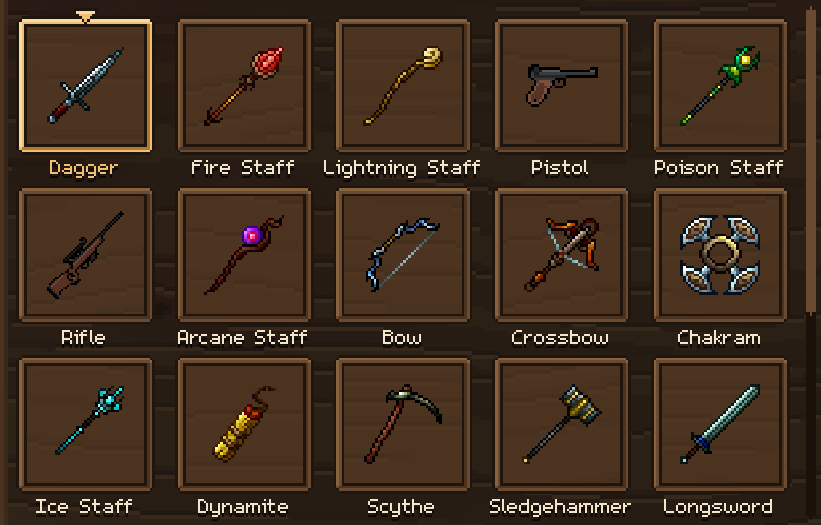 Dagger
Fire Staff
Lightning Staff
Pistol
Poison Staff
Rifle
Arcane Staff
Bow
Crossbow
Chakram
Ice Staff
Dynamite
Scythe
Sledgehammer
Longsword